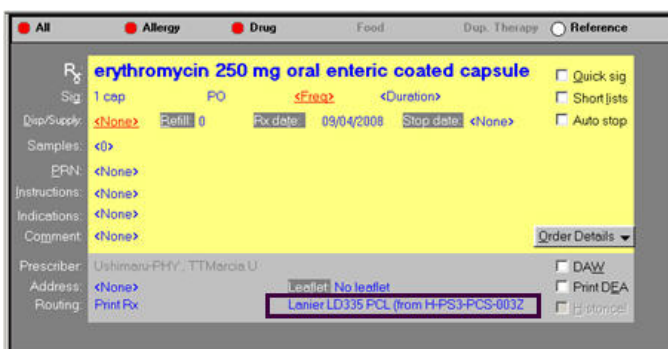 All Allergy Drug Food Dup. Therapy Reference
Rx erythromycin 250 mg oral enteric coated capsule Quick sig
Sig: 1 cap PO <Freq> <Duration> Short lists
Disp/Supply: <None> Refill: 0 Rx date: 09/04/2008 Stop date: <None> Auto stop
Samples: <0>
PRN: <None>
Instructions: <None>
Indications: <None>
Comment: <None> Order Details
Prescriber: Ushimaru-PHY, TTMarcia U DAW
Address: <None> Leaflet: No leaflet Print DEA
Routing: Print Rx Lanier LD335 PCL (from H-PS3-PCS-003Z Historical